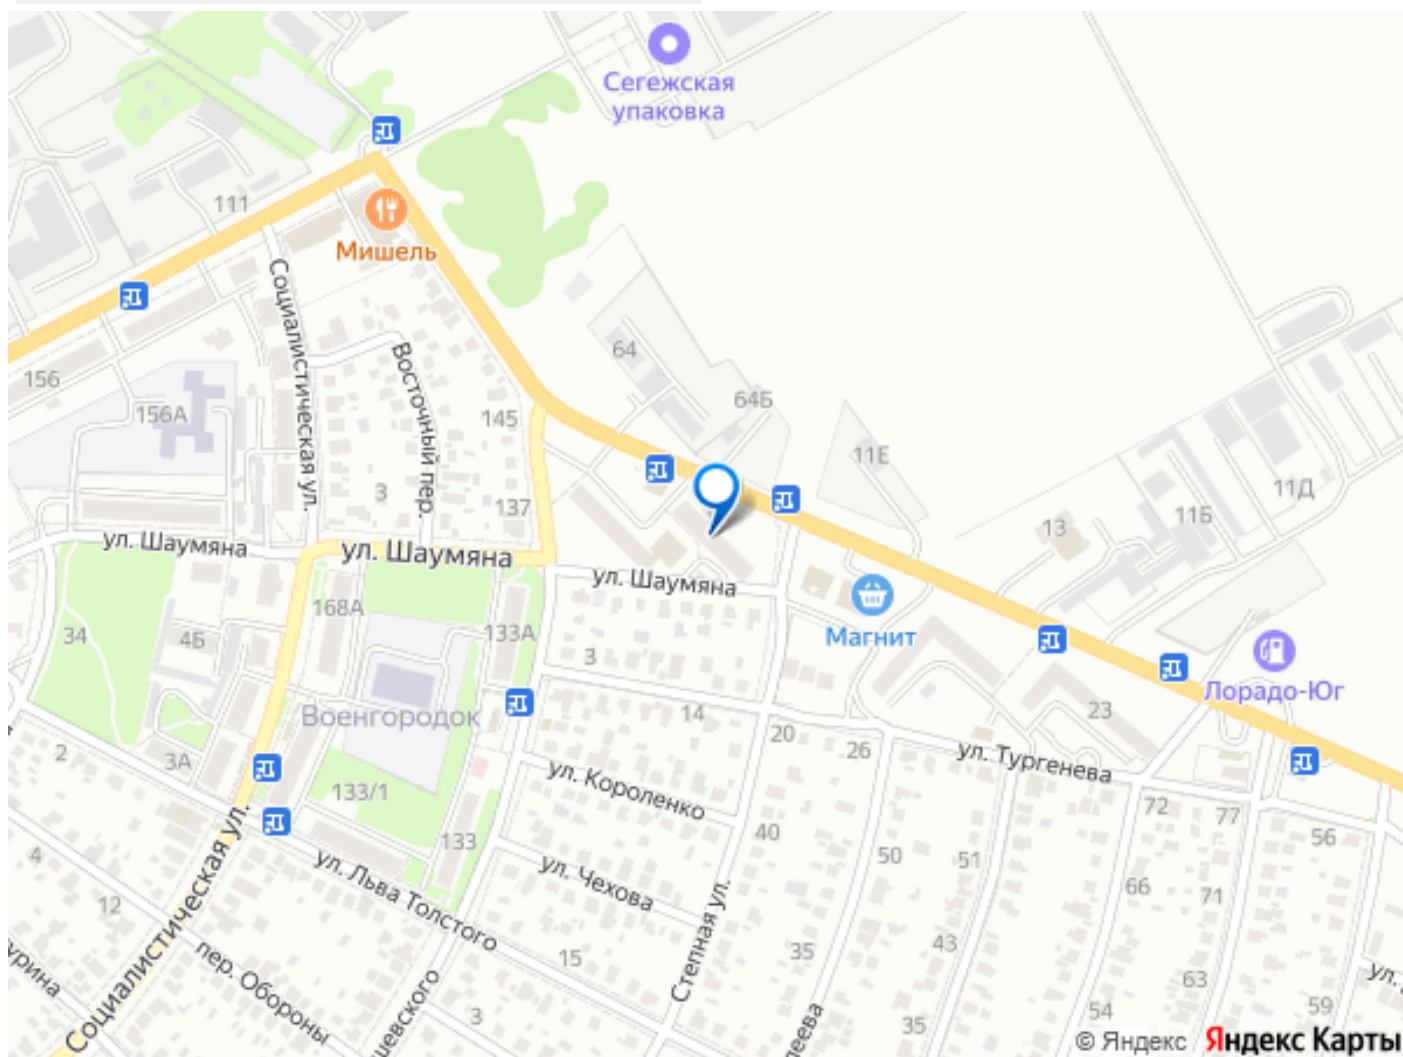 Сегежская
упаковка
111
Мишель
Социалистическая ул.
Восточный пер.
156
156А
145
64
64Б
11Е
3
137
13
11Б
11Д
ул. Шаумяна
ул. Шаумяна
ул. Шаумяна
168А
34
4Б
133А
Магнит
3
Лорадо-Юг
Военгородок
14
20
26
23
2
3А
ул. Тургенева
133/1
ул. Короленко
72
77
56
4
133
40
50
51
ул. Льва Толстого
ул. Чехова
66
71
12
Социалистическая ул.
пер. Обороны
15
Степная ул.
35
43
63
59
54
35
3
© Яндекс Яндекс Карты